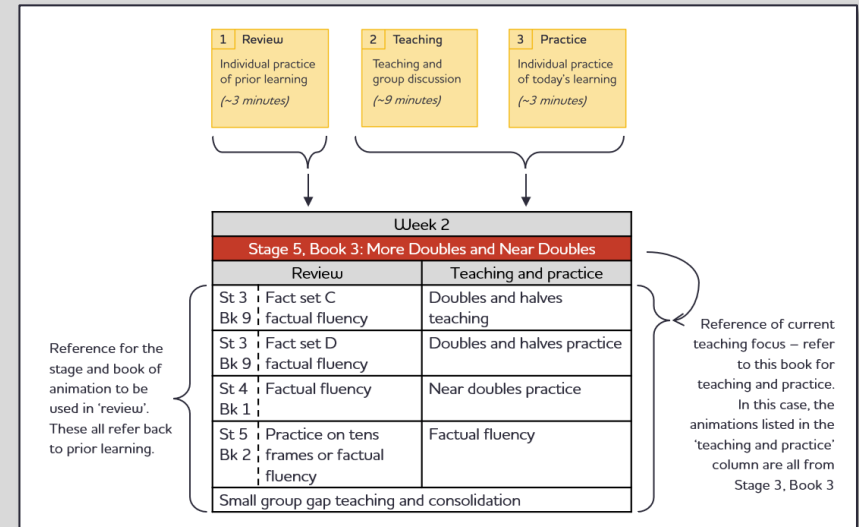 1 Review
Individual practice
of prior learning
(~3 minutes)
2 Teaching
Teaching and
group discussion
(~9 minutes)
3 Practice
Individual practice
of today's learning
(~3 minutes)
Week 2
Stage 5, Book 3: More Doubles and Near Doubles
Review
Teaching and practice
St 3 Fact set C
Bk 9 factual fluency
Doubles and halves
teaching
St 3 Fact set D
Bk 9 factual fluency
Doubles and halves practice
St 4 Factual fluency
Bk 1
Near doubles practice
St 5 Practice on tens
Bk 2 frames or factual
fluency
Factual fluency
Small group gap teaching and consolidation
Reference for the
stage and book of
animation to be
used in 'review'.
These all refer back
to prior learning.
Reference of current
teaching focus – refer
to this book for
teaching and practice.
In this case, the
animations listed in the
'teaching and practice'
column are all from
Stage 3, Book 3